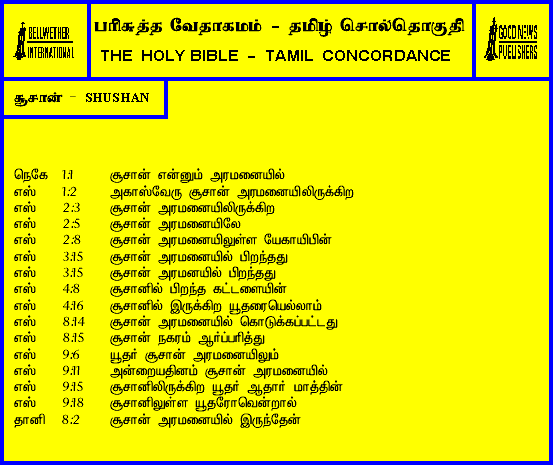 BELLWETHER
INTERNATIONAL
பரிசுத்த வேதாகமம் - தமிழ் சொல்தொகுதி
THE HOLY BIBLE - TAMIL CONCORDANCE
GOOD NEWS
PUBLISHERS
சூசான் - SHUSHAN
நெகே 1:1 சூசான் என்னும் அரமனையில்
எஸ் 1:2 அகாஸ்வேரு சூசான் அரமனையிலிருக்கிற
எஸ் 2:3 சூசான் அரமனையிலிருக்கிற
எஸ் 2:5 சூசான் அரமனையிலே
எஸ் 2:8 சூசான் அரமனையிலுள்ள யேகாயிபின்
எஸ் 3:15 சூசான் அரமனையில் பிறந்தது
எஸ் 3:15 சூசான் அரமனயில் பிறந்தது
எஸ் 4:8 சூசானில் பிறந்த கட்டளையின்
எஸ் 4:16 சூசானில் இருக்கிற யூதரையெல்லாம்
எஸ் 8:14 சூசான் அரமனையில் கொடுக்கப்பட்டது
எஸ் 8:15 சூசான் நகரம் ஆர்ப்பரித்து
எஸ் 9:6 யூதர் சூசான் அரமனையிலும்
எஸ் 9:11 அன்றையதினம் சூசான் அரமனையில்
எஸ் 9:15 சூசானிலிருக்கிற யூதர் ஆதார் மாத்தின்
எஸ் 9:18 சூசானிலுள்ள யூதரோவென்றால்
தானி 8:2 சூசான் அரமனையில் இருந்தேன்